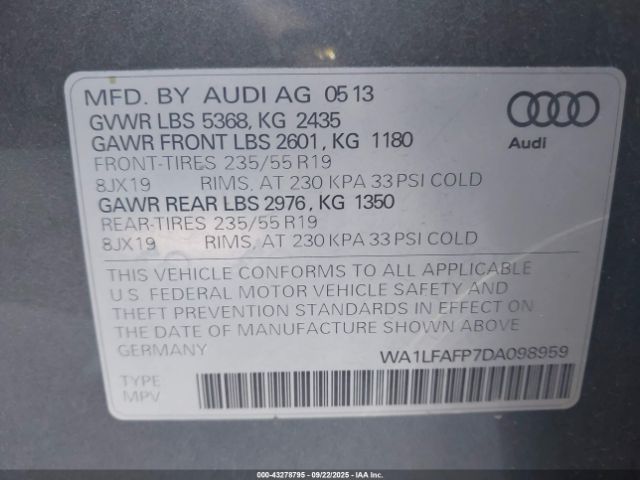 MFD. BY AUDI AG 05 13
GVWR LBS 5368, KG 2435
GAWR FRONT LBS 2601, KG 1180
FRONT-TIRES 235/55 R19
8JX19 RIMS, AT 230 KPA 33 PSI COLD
GAWR REAR LBS 2976, KG 1350
REAR-TIRES 235/55 R19
8JX19 RIMS, AT 230 KPA 33 PSI COLD
Audi
THIS VEHICLE CONFORMS TO ALL APPLICABLE
U.S. FEDERAL MOTOR VEHICLE SAFETY AND
THEFT PREVENTION STANDARDS IN EFFECT ON
THE DATE OF MANUFACTURE SHOWN ABOVE
GERMANY WA1LFAFP7DA098959
TYPE
MPV
000-43278795 - 09/22/2025 - IAA Inc.